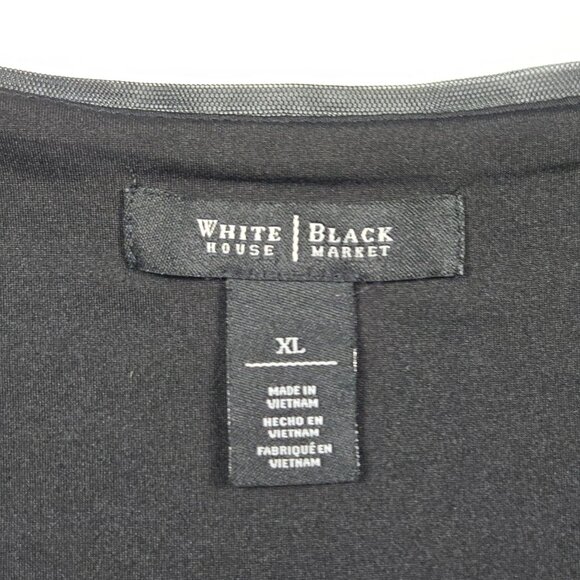 WHITE | BLACK
HOUSE | MARKET
XL
MADE IN
VIETNAM
HECHO EN
VIETNAM
FABRIQUÉ EN
VIETNAM